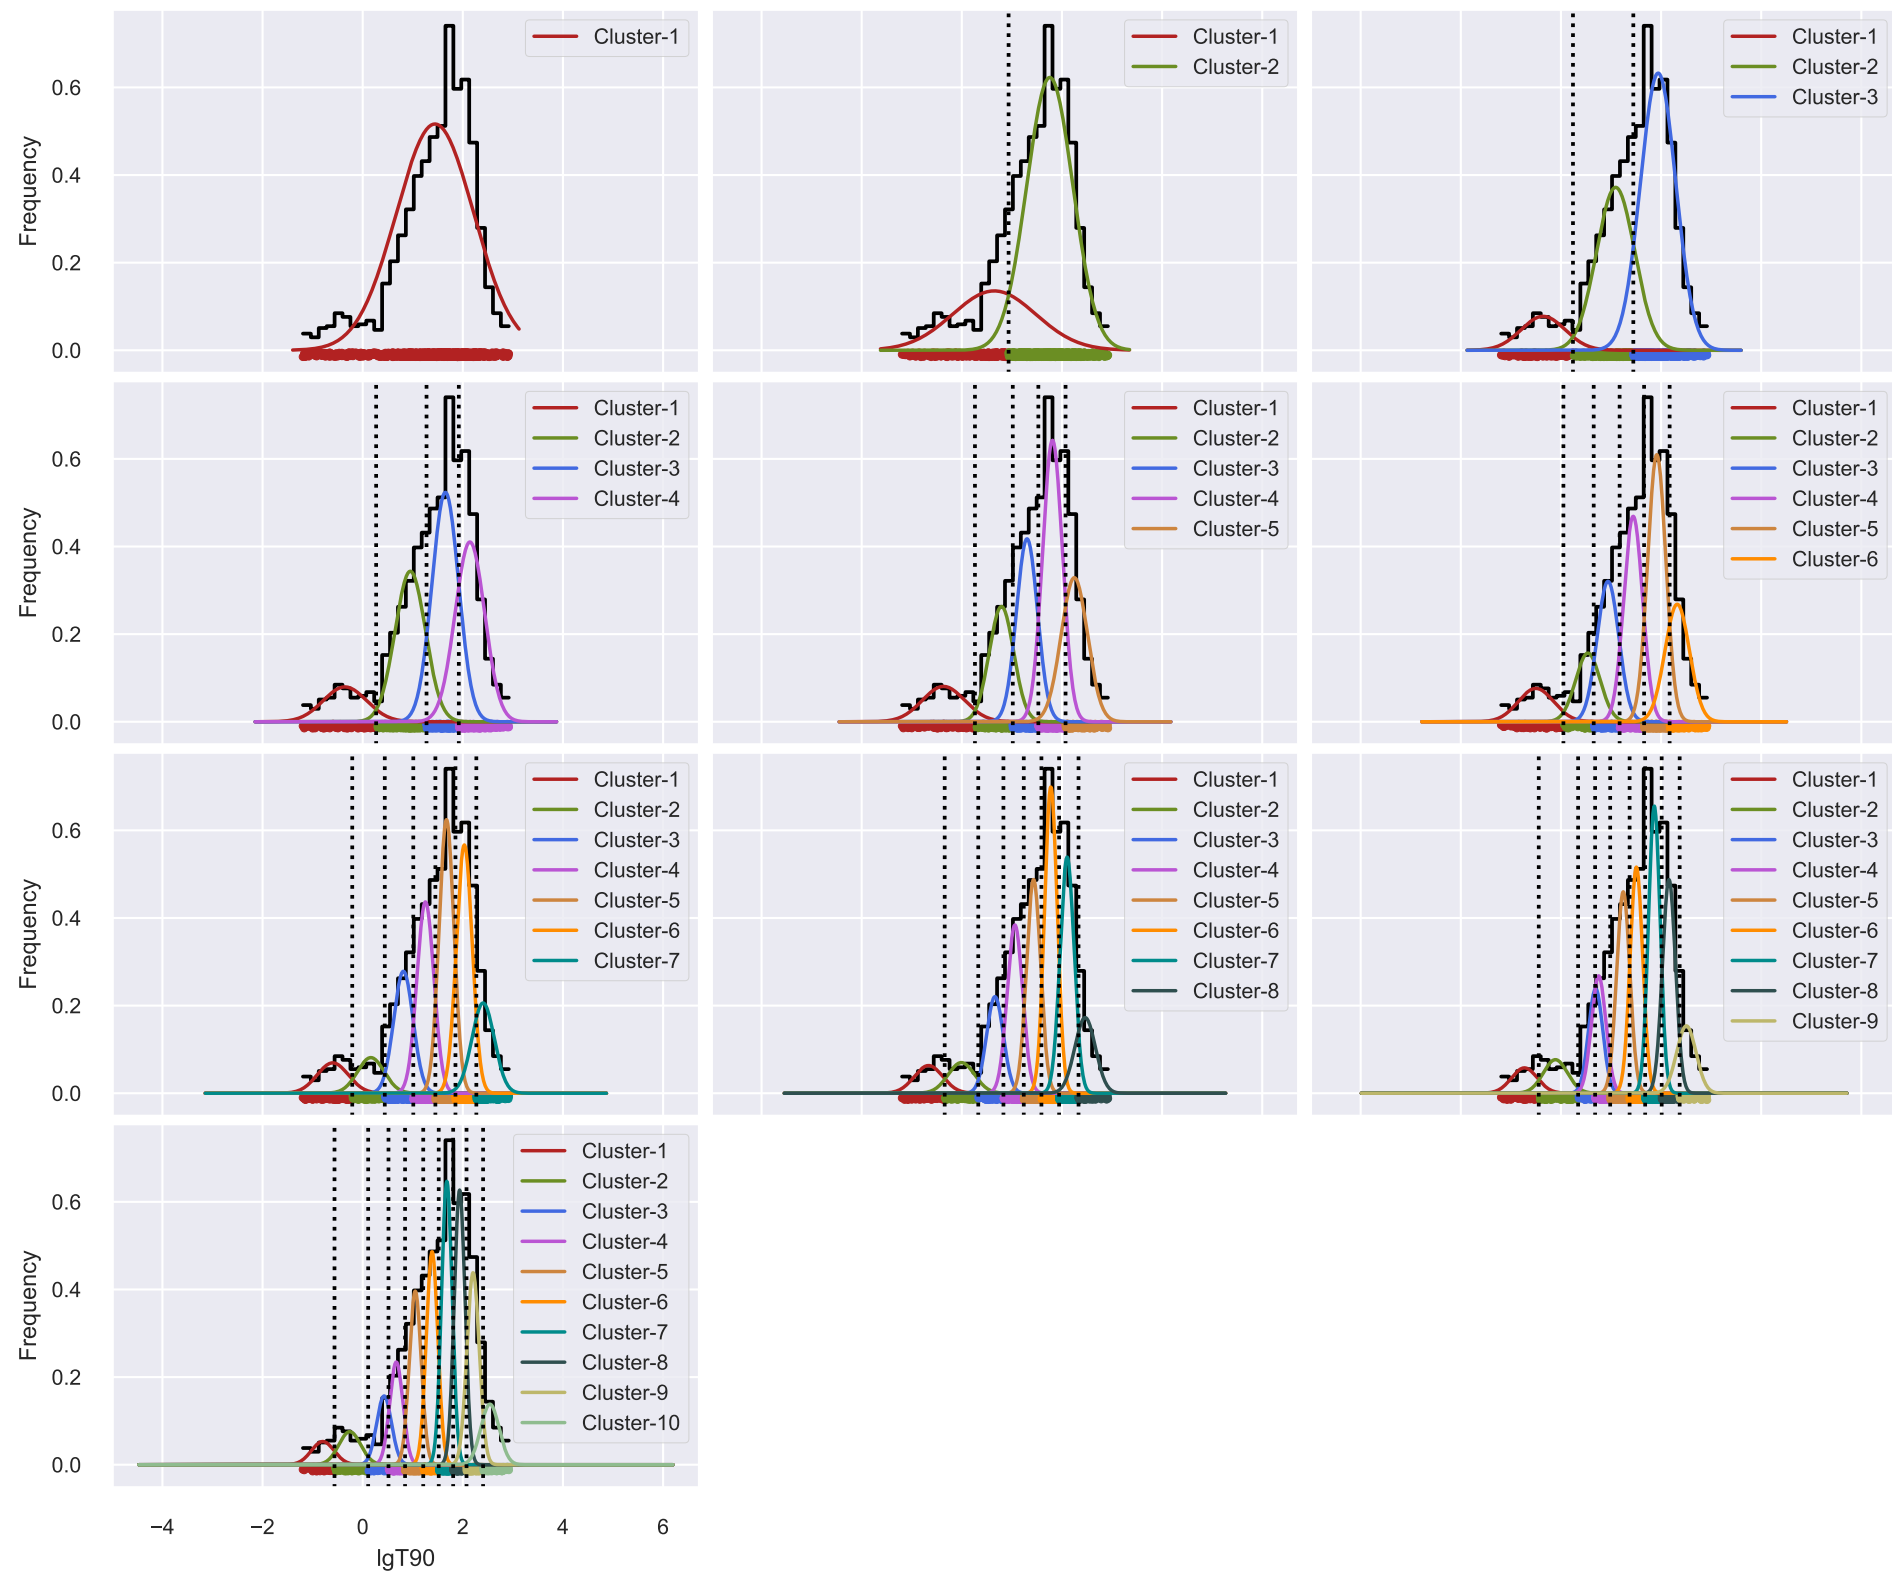 Cluster-1
0.6
0.4
0.2
0.0
Frequency
Cluster-1
Cluster-2
Cluster-1
Cluster-2
Cluster-3
Cluster-1
Cluster-2
Cluster-3
Cluster-4
0.6
0.4
0.2
0.0
Frequency
Cluster-1
Cluster-2
Cluster-3
Cluster-4
Cluster-5
Cluster-1
Cluster-2
Cluster-3
Cluster-4
Cluster-5
Cluster-6
Cluster-1
Cluster-2
Cluster-3
Cluster-4
Cluster-5
Cluster-6
Cluster-7
0.6
0.4
0.2
0.0
Frequency
Cluster-1
Cluster-2
Cluster-3
Cluster-4
Cluster-5
Cluster-6
Cluster-7
Cluster-8
Cluster-1
Cluster-2
Cluster-3
Cluster-4
Cluster-5
Cluster-6
Cluster-7
Cluster-8
Cluster-9
Cluster-1
Cluster-2
Cluster-3
Cluster-4
Cluster-5
Cluster-6
Cluster-7
Cluster-8
Cluster-9
Cluster-10
0.6
0.4
0.2
0.0
Frequency
−4 −2 0 2 4 6
lgT90